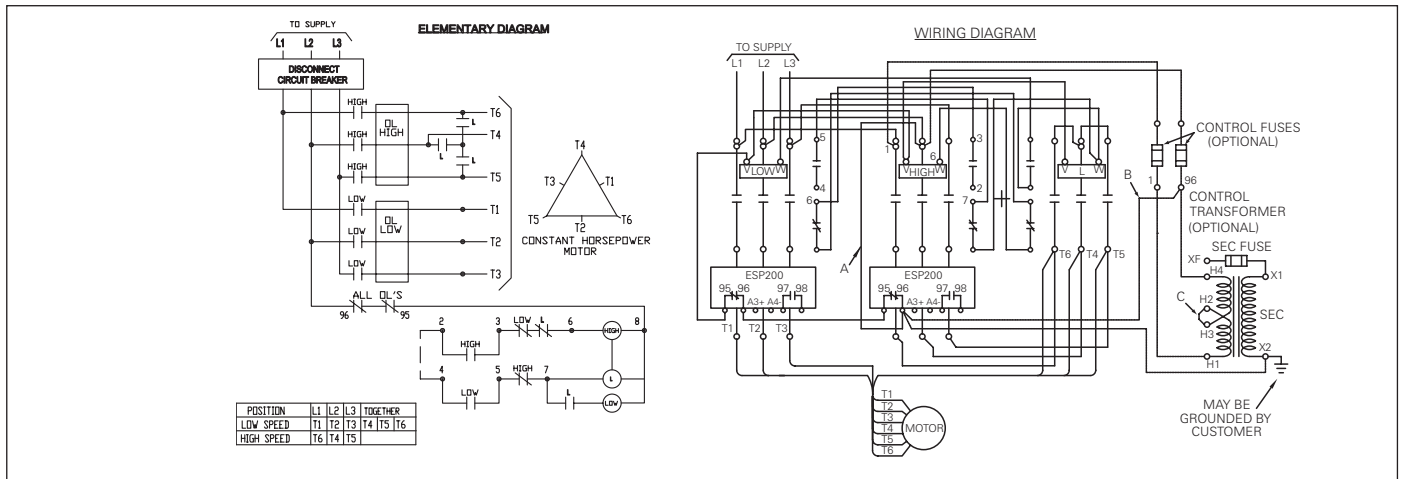 ELEMENTARY DIAGRAM
TO SUPPLY
L1 L2 L3
DISCONNECT
CIRCUIT BREAKER
HIGH
OL
HIGH
T6
L
HIGH
T4
L
L
HIGH
T5
LOW
OL
LOW
T1
LOW
T2
LOW
T3
T4
T3 T1
T5 T2 T6
CONSTANT HORSEPOWER
MOTOR
ALL OL'S
96 95
2 3 LOW L 6 HIGH 8
HIGH
L
4 5 HIGH 7
LOW L LOW
POSITION L1 L2 L3 TOGETHER
LOW SPEED T1 T2 T3 T4 T5 T6
HIGH SPEED T6 T4 T5
WIRING DIAGRAM
TO SUPPLY
L1 L2 L3
5 1 3
V LOW W
V HIGH W 6
V L W
4 2
6 7
CONTROL FUSES
(OPTIONAL)
1 96
B
CONTROL
TRANSFORMER
(OPTIONAL)
SEC FUSE
XF
H4 X1
A
T6 T4 T5
ESP200
95 96 97 98
A3+ A4-
ESP200
95 96 97 98
A3+ A4-
C H2
H3
SEC
H1 X2
T1 T2 T3
MAY BE
GROUNDED BY
CUSTOMER
T1
T2
T3
T4
T5
T6
MOTOR